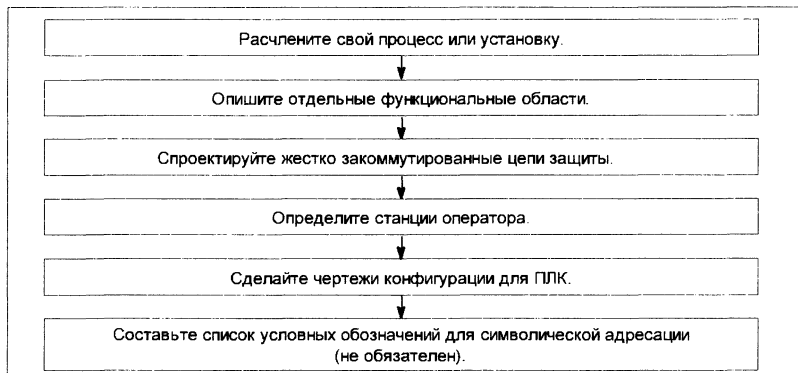 Расчлените свой процесс или установку.
Опишите отдельные функциональные области.
Спроектируйте жестко закоммутированные цепи защиты.
Определите станции оператора.
Сделайте чертежи конфигурации для ПЛК.
Составьте список условных обозначений для символической адресации
(не обязателен).